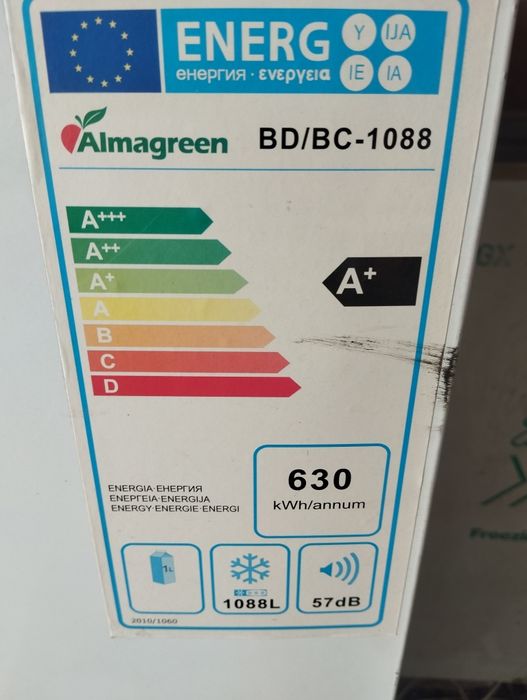 ENERG Y IJA
енергия · ενεργεια IE IA
Almagreen BD/BC-1088
A+++
A++
A+
A+
A
B
C
D
630
kWh/annum
ENERGIA·ЕНЕРГИЯ
ΕΝΕΡΓΕΙΑ·ENERGIJA
ENERGY·ENERGIE·ENERGI
1L
1088L
57dB
2010/1060
GX